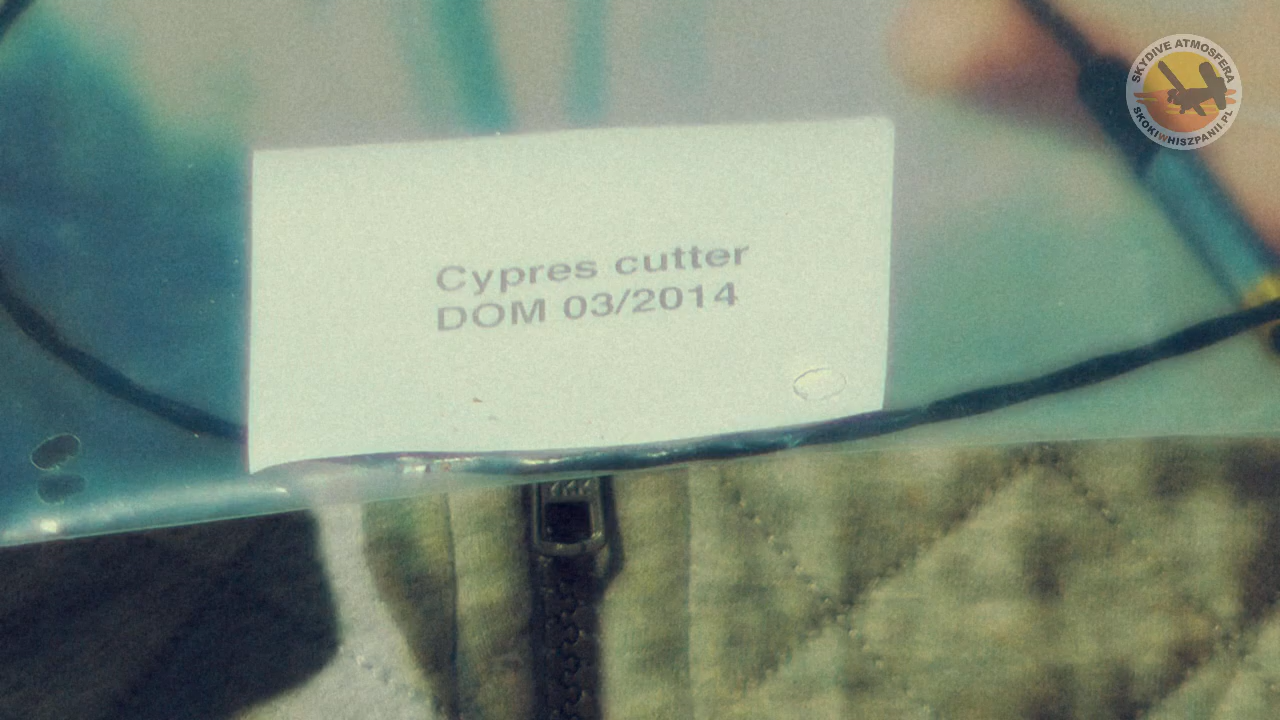 SKYDIVE ATMOSFERA
SKOKIWHISZPANII.PL
Cypres cutter
DOM 03/2014